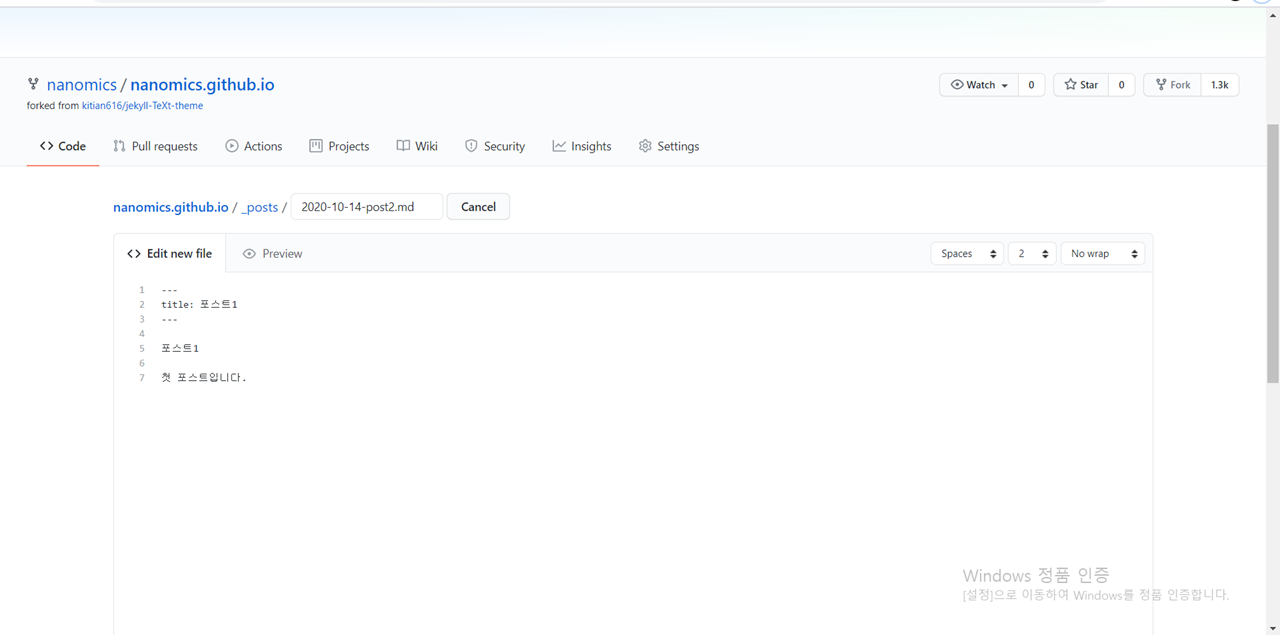 nanomics / nanomics.github.io
Watch 0 Star 0 Fork 1.3k
forked from kitian616/jekyll-TeXt-theme
Code Pull requests Actions Projects Wiki Security Insights Settings
nanomics.github.io / _posts / 2020-10-14-post2.md Cancel
<> Edit new file Preview Spaces 2 No wrap
1 ---
2 title: 포스트1
3 ---
4
5 포스트1
6
7 첫 포스트입니다.
Windows 정품 인증
[설정]으로 이동하여 Windows를 정품 인증합니다.